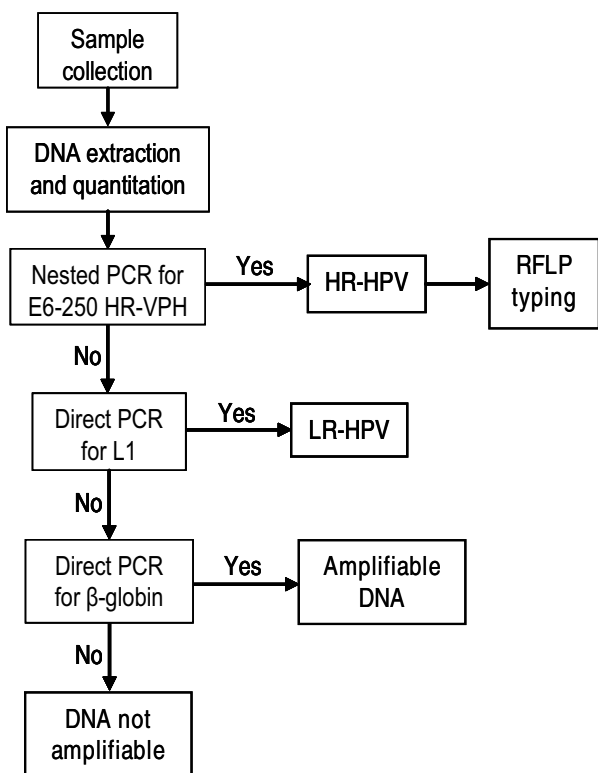 Sample
collection
DNA extraction
and quantitation
Nested PCR for
E6-250 HR-VPH
Yes
HR-HPV
RFLP
typing
No
Direct PCR
for L1
Yes
LR-HPV
No
Direct PCR
for β-globin
Yes
Amplifiable
DNA
No
DNA not
amplifiable